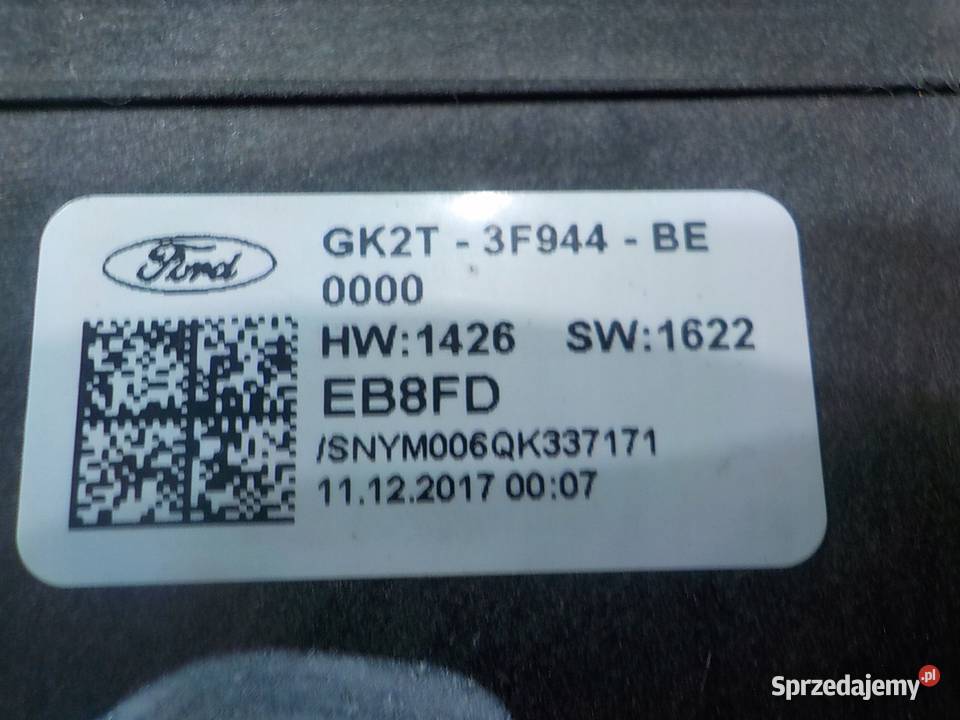 Ford
GK2T - 3F944 - BE
0000
HW:1426 SW:1622
EB8FD
/SNYM006QK337171
11.12.2017 00:07
Sprzedajemy.pl